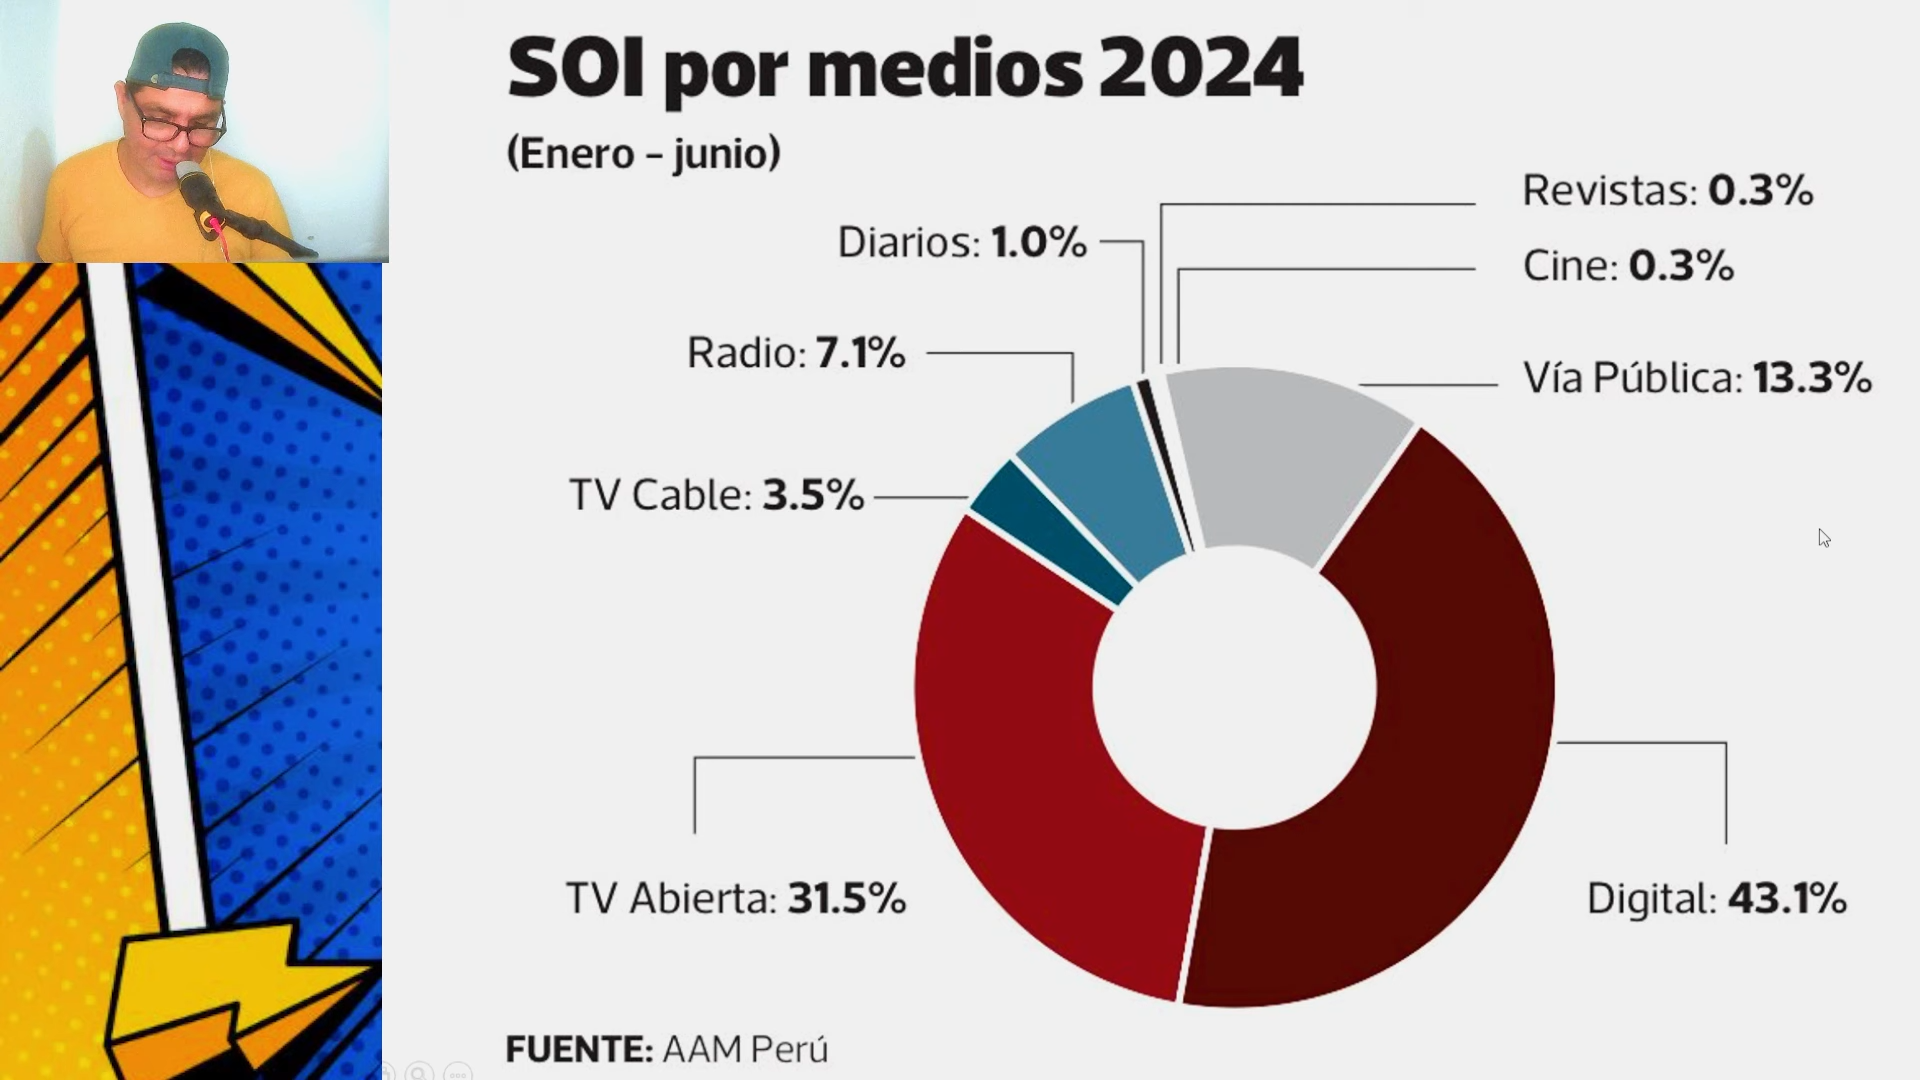 SOI por medios 2024
(Enero – junio)
Revistas: 0.3%
Diarios: 1.0%
Cine: 0.3%
Radio: 7.1%
Vía Pública: 13.3%
TV Cable: 3.5%
TV Abierta: 31.5%
Digital: 43.1%
FUENTE: AAM Perú